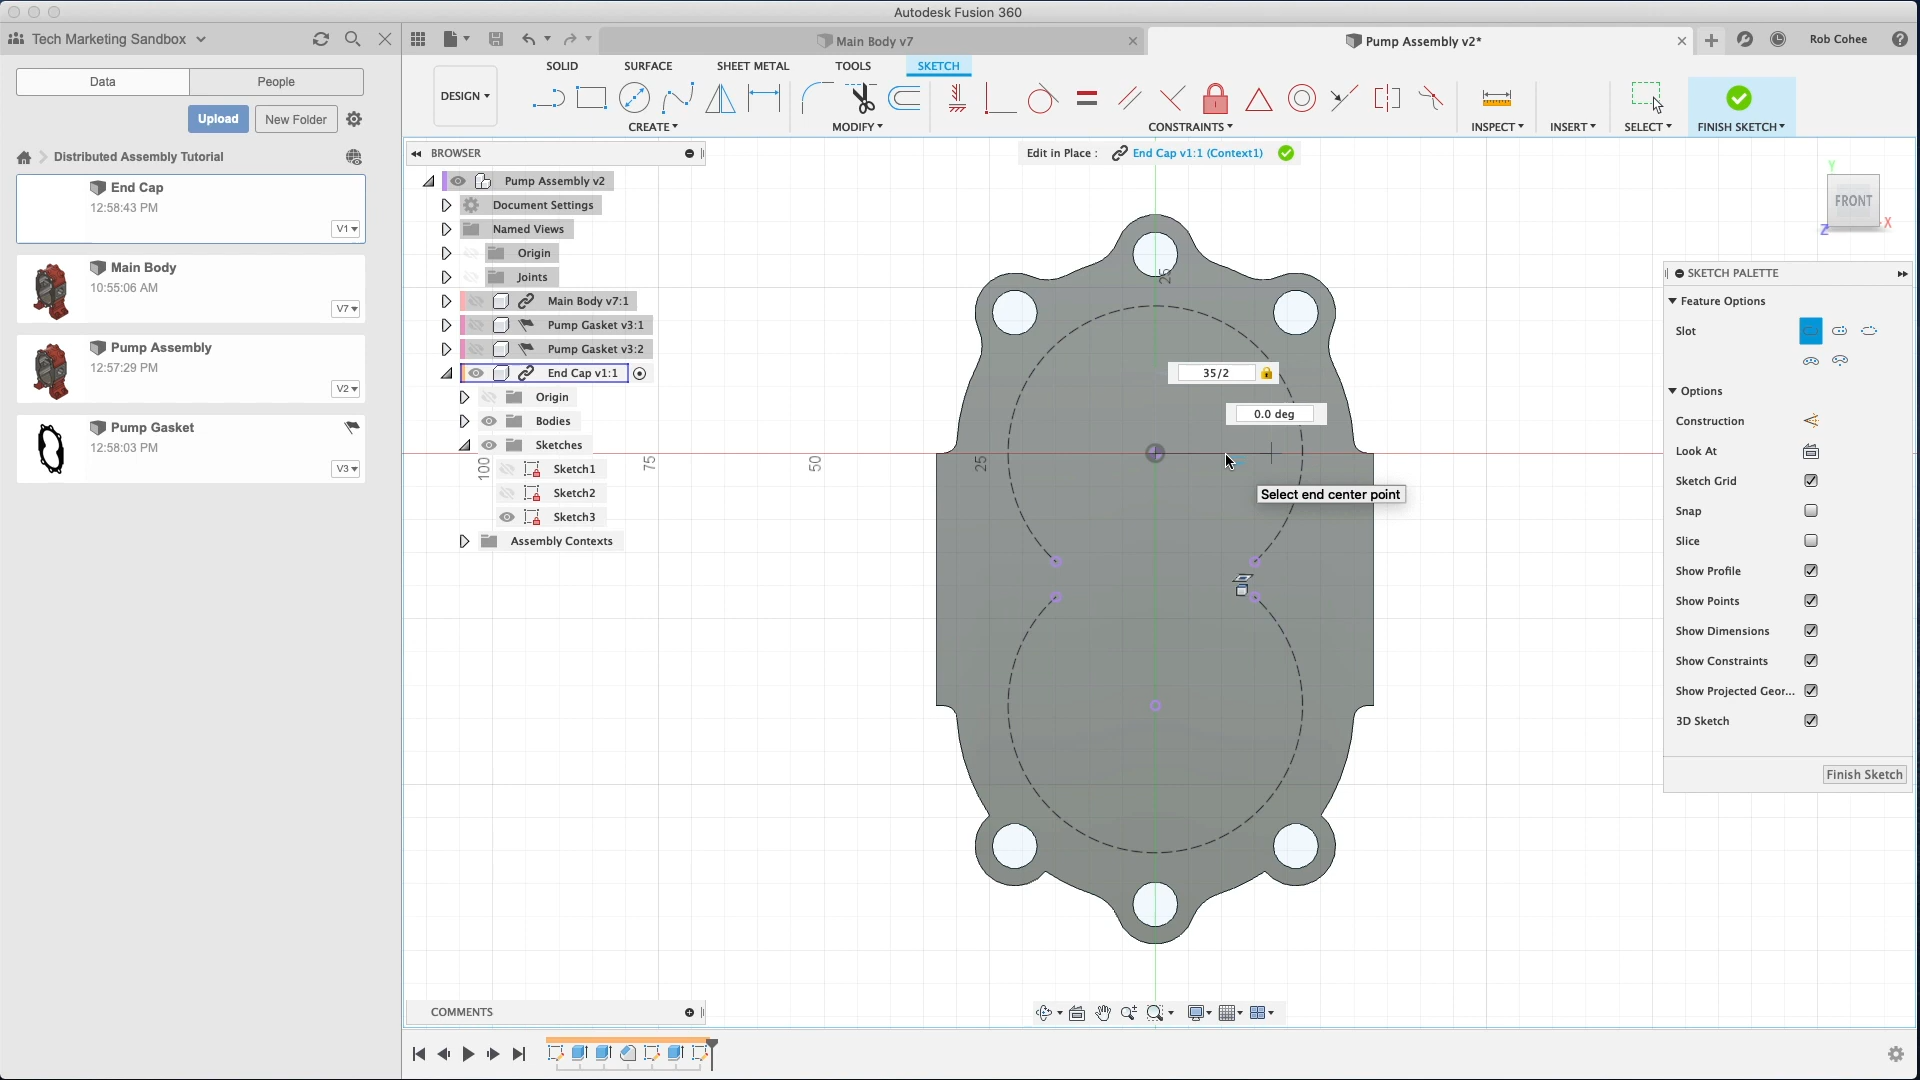 Autodesk Fusion 360
Tech Marketing Sandbox
Main Body v7
Pump Assembly v2*
Rob Cohee
Data
People
Upload
New Folder
Distributed Assembly Tutorial
End Cap
12:58:43 PM
V1
Main Body
10:55:06 AM
V7
Pump Assembly
12:57:29 PM
V2
Pump Gasket
12:58:03 PM
V3
DESIGN
SOLID
SURFACE
SHEET METAL
TOOLS
SKETCH
CREATE
MODIFY
CONSTRAINTS
INSPECT
INSERT
SELECT
FINISH SKETCH
BROWSER
Edit in Place :
End Cap v1:1 (Context1)
Pump Assembly v2
Document Settings
Named Views
Origin
Joints
Main Body v7:1
Pump Gasket v3:1
Pump Gasket v3:2
End Cap v1:1
Origin
Bodies
Sketches
Sketch1
Sketch2
Sketch3
Assembly Contexts
100
75
50
25
25
35/2
0.0 deg
Select end center point
Y
FRONT
X
Z
SKETCH PALETTE
Feature Options
Slot
Options
Construction
Look At
Sketch Grid
Snap
Slice
Show Profile
Show Points
Show Dimensions
Show Constraints
Show Projected Geor...
3D Sketch
Finish Sketch
COMMENTS